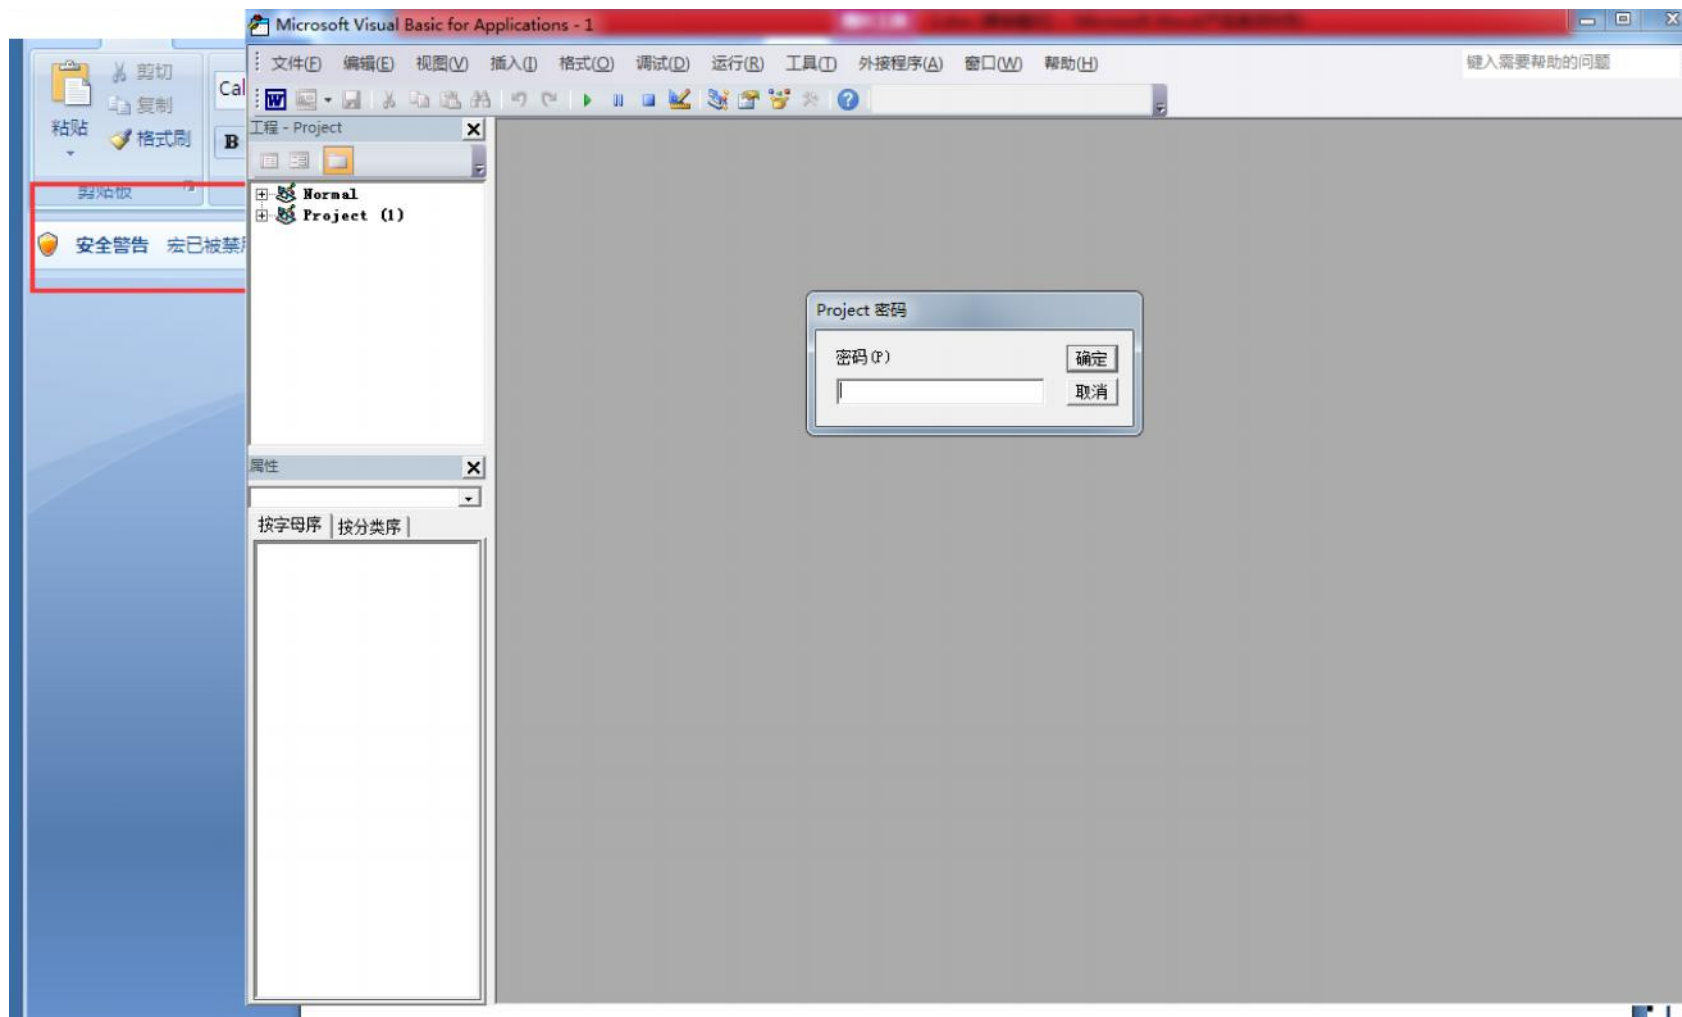 Microsoft Visual Basic for Applications - 1
文件(F) 编辑(E) 视图(V) 插入(I) 格式(O) 调试(D) 运行(R) 工具(T) 外接程序(A) 窗口(W) 帮助(H)
键入需要帮助的问题
剪切
复制
粘贴
格式刷
Cal
B
剪贴板
安全警告 宏已被禁
工程 - Project
Normal
Project (1)
Project 密码
密码(P)
确定
取消
属性
按字母序
按分类序